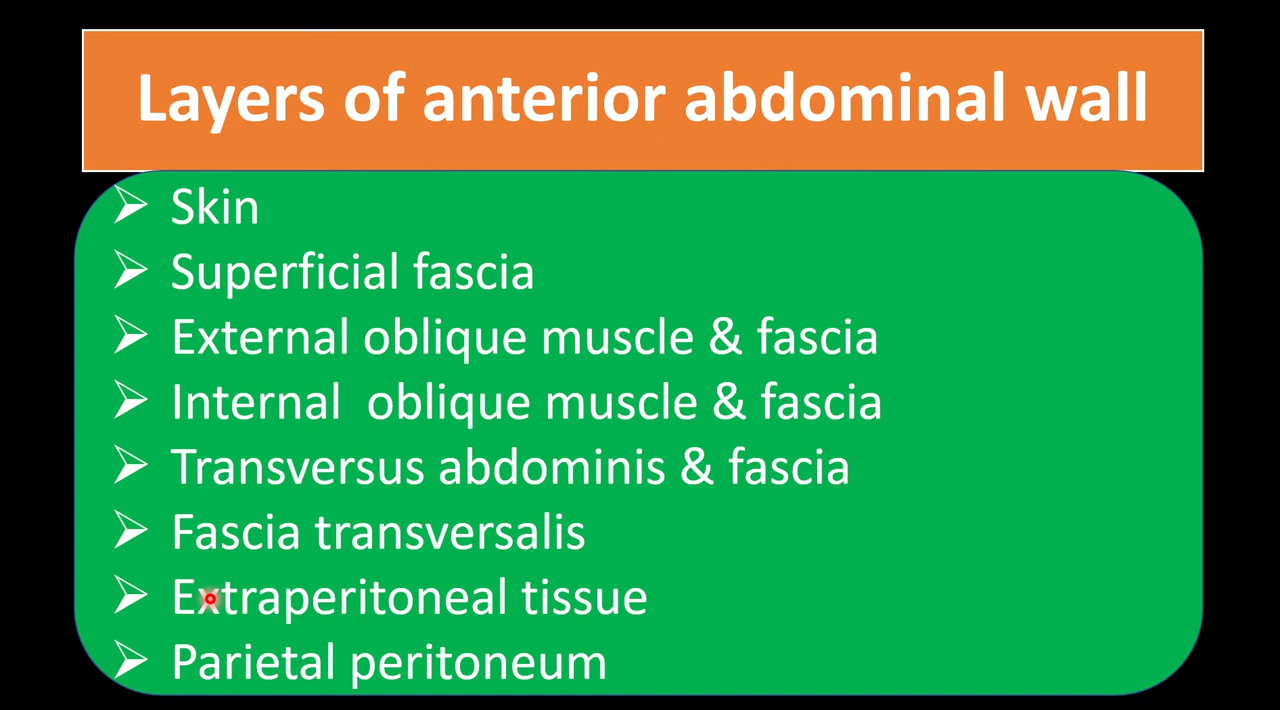 Layers of anterior abdominal wall
Skin
Superficial fascia
External oblique muscle & fascia
Internal  oblique muscle & fascia
Transversus abdominis & fascia
Fascia transversalis
Extraperitoneal tissue
Parietal peritoneum